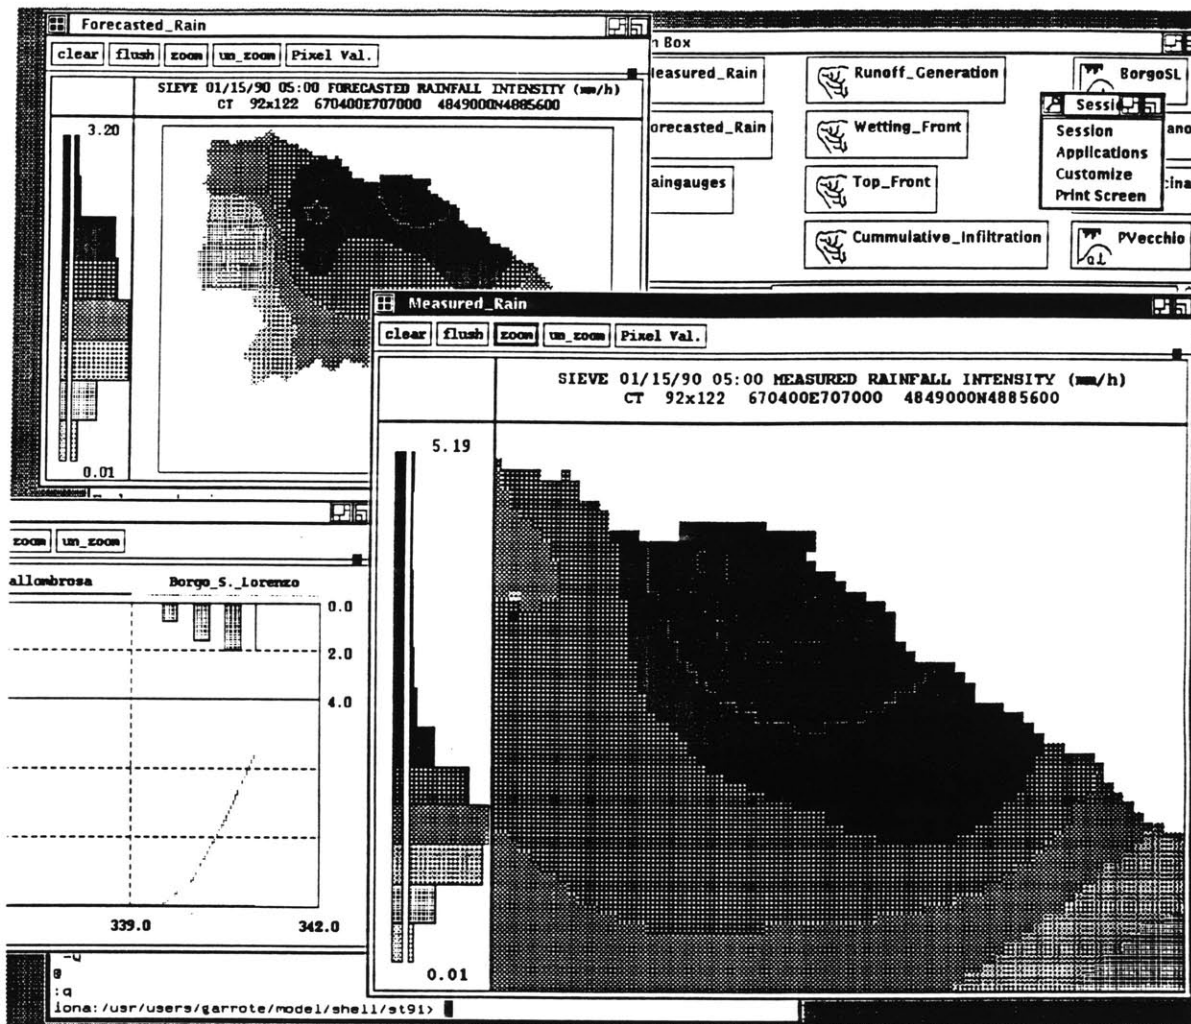 Forecasted_Rain
clear flush zoom un_zoom Pixel Val.
SIEVE 01/15/90 05:00 FORECASTED RAINFALL INTENSITY (mm/h)
CT 92x122 670400E707000 4849000N4885600
3.20
0.01
n Box
leasured_Rain
Runoff_Generation
BorgoSL
orecasted_Rain
Wetting_Front
ano
aingauges
Top_Front
cina
Cummulative_Infiltration
PVecchio
Sessi
Session
Applications
Customize
Print Screen
Measured_Rain
clear flush zoom un_zoom Pixel Val.
SIEVE 01/15/90 05:00 MEASURED RAINFALL INTENSITY (mm/h)
CT 92x122 670400E707000 4849000N4885600
5.19
0.01
zoom un_zoom
allombrosa Borgo_S._Lorenzo
0.0
2.0
4.0
339.0 342.0
:q
iona:/usr/users/garrote/model/shell/st91>